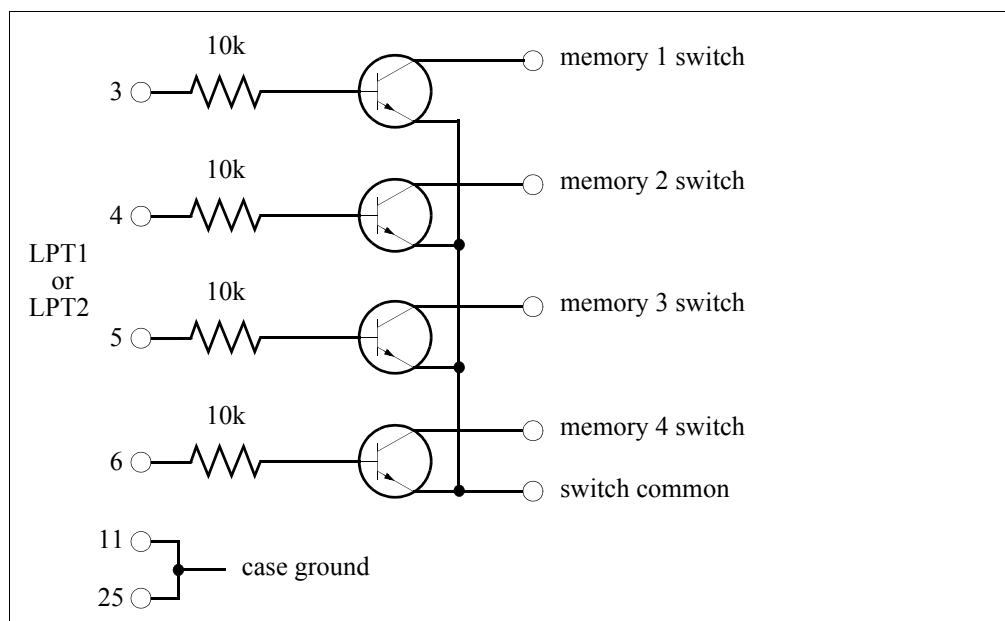 10k
3
memory 1 switch
10k
4
memory 2 switch
LPT1
or
LPT2
10k
5
memory 3 switch
10k
6
memory 4 switch
switch common
11
case ground
25